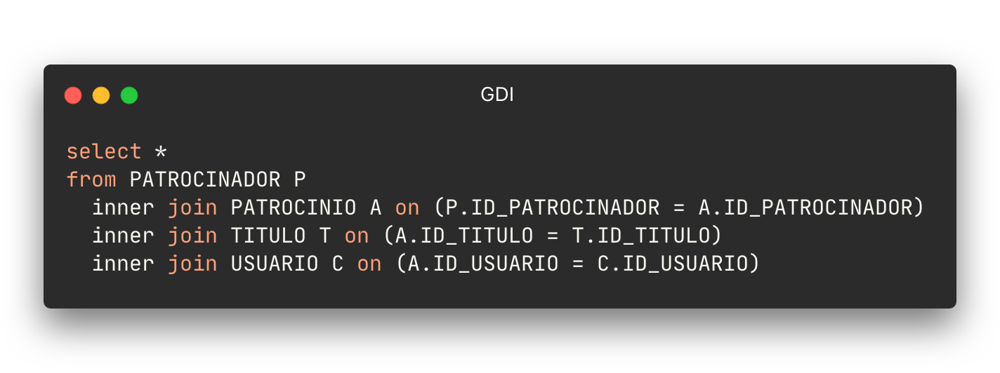 GDI
select *
from PATROCINADOR P
  inner join PATROCINIO A on (P.ID_PATROCINADOR = A.ID_PATROCINADOR)
  inner join TITULO T on (A.ID_TITULO = T.ID_TITULO)
  inner join USUARIO C on (A.ID_USUARIO = C.ID_USUARIO)